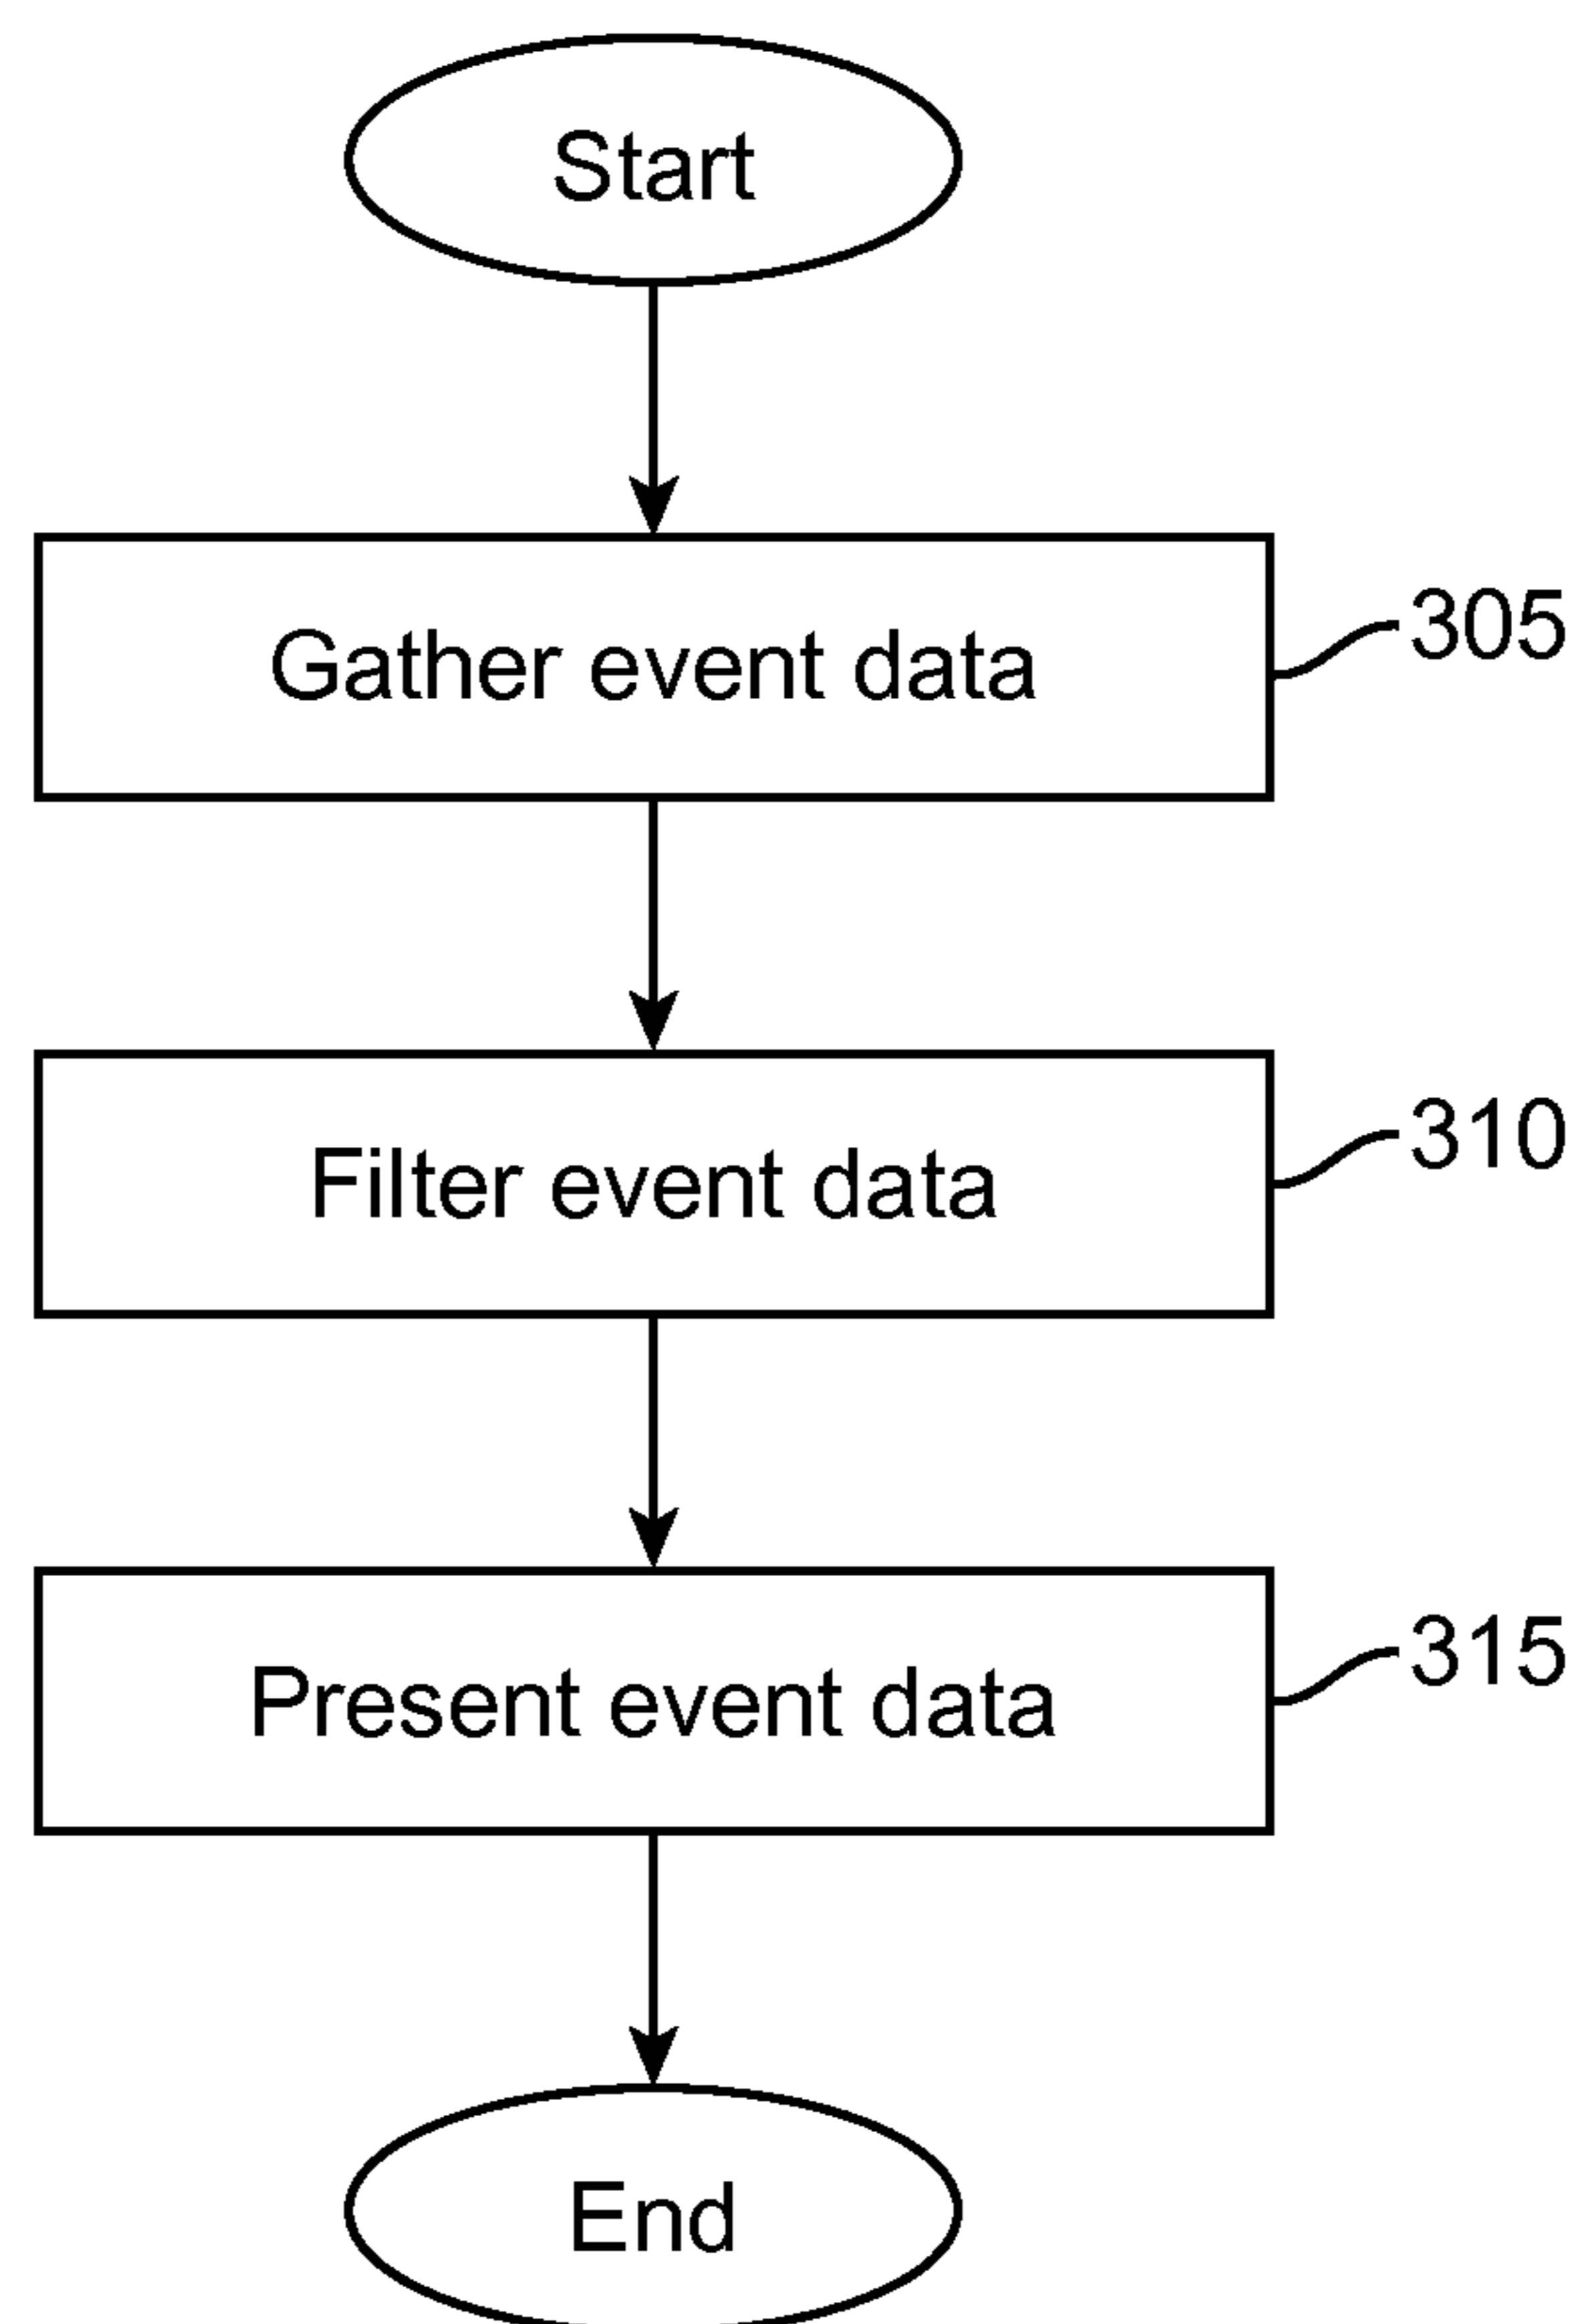 Start
Gather event data
305
Filter event data
310
Present event data
315
End